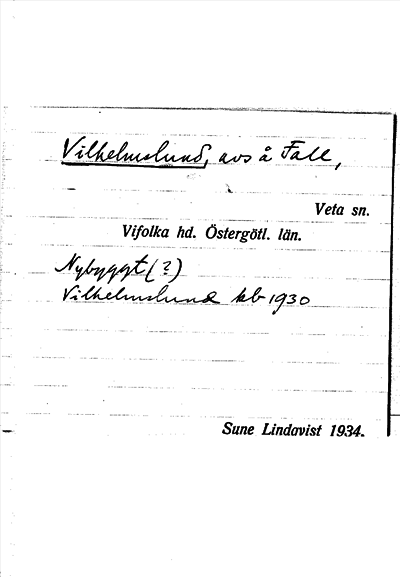 Vilhelmslund, avs å Fall,
Veta sn.
Vifolka hd. Östergötl. län.
Nybyggt (?)
Vilhelmslund kb 1930
Sune Lindqvist 1934.